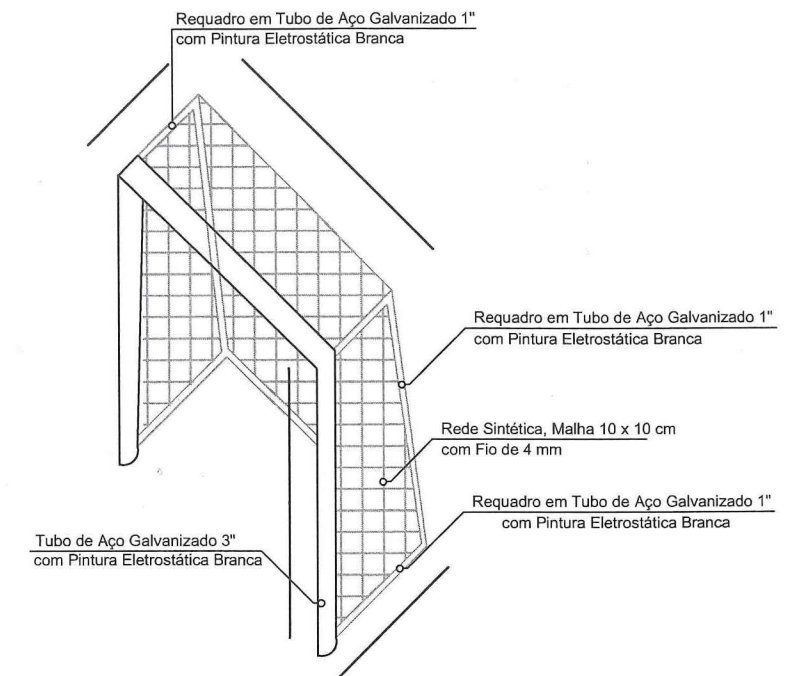 Requadro em Tubo de Aço Galvanizado 1"
com Pintura Eletrostática Branca
Requadro em Tubo de Aço Galvanizado 1"
com Pintura Eletrostática Branca
Rede Sintética, Malha 10 x 10 cm
com Fio de 4 mm
Requadro em Tubo de Aço Galvanizado 1"
com Pintura Eletrostática Branca
Tubo de Aço Galvanizado 3"
com Pintura Eletrostática Branca